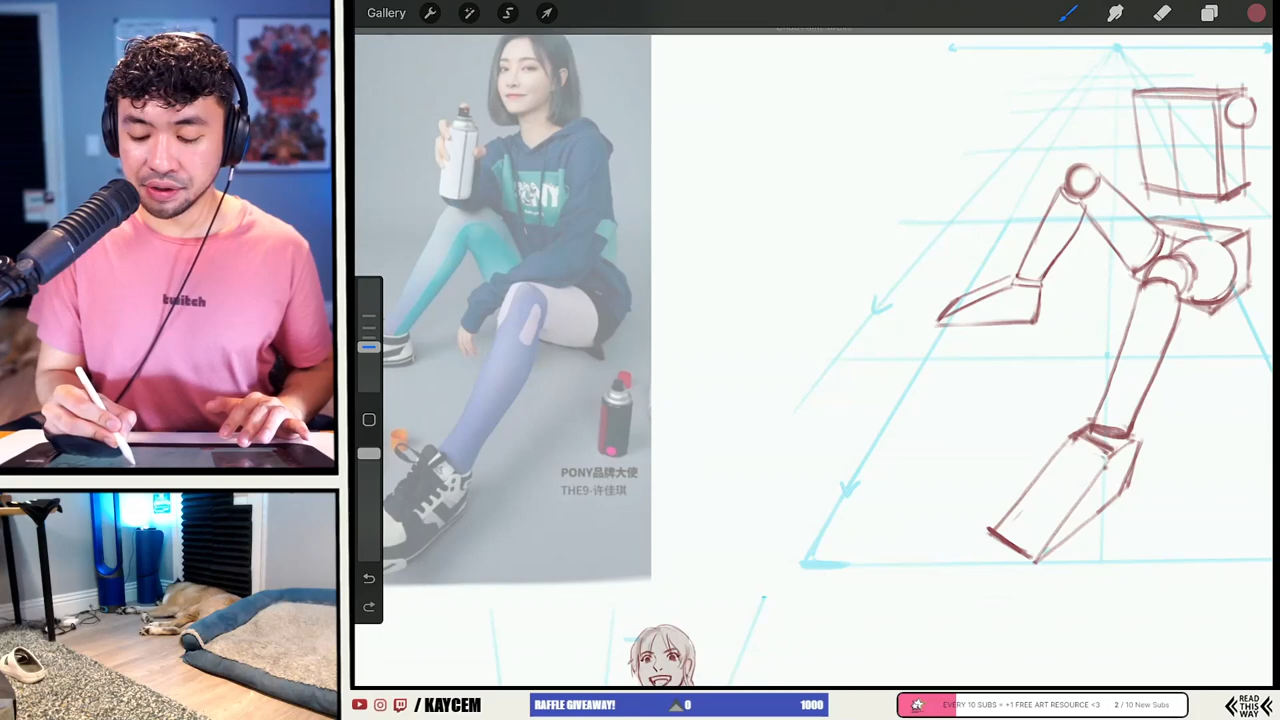 Gallery
twitch
PONY品牌大使
THE9-许佳琪
/ KAYCEM
RAFFLE GIVEAWAY!
0
1000
EVERY 10 SUBS = +1 FREE ART RESOURCE <3
2 / 10 New Subs
READ
THIS
WAY